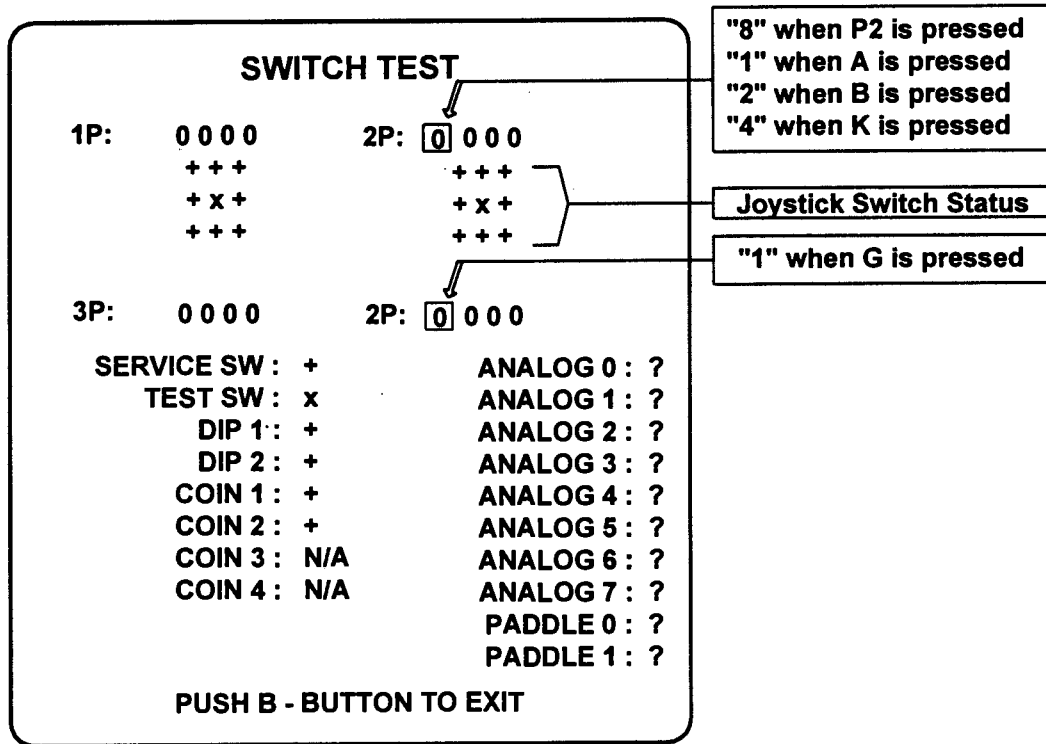 SWITCH TEST
"8" when P2 is pressed
"1" when A is pressed
"2" when B is pressed
"4" when K is pressed
1P: 0 0 0 0 2P: 0 0 0 0
+ + + + + +
+ x + + x +
+ + + + + +
Joystick Switch Status
"1" when G is pressed
3P: 0 0 0 0 2P: 0 0 0 0
SERVICE SW : + ANALOG 0 : ?
TEST SW : x ANALOG 1 : ?
DIP 1 : + ANALOG 2 : ?
DIP 2 : + ANALOG 3 : ?
COIN 1 : + ANALOG 4 : ?
COIN 2 : + ANALOG 5 : ?
COIN 3 : N/A ANALOG 6 : ?
COIN 4 : N/A ANALOG 7 : ?
PADDLE 0 : ?
PADDLE 1 : ?
PUSH B - BUTTON TO EXIT